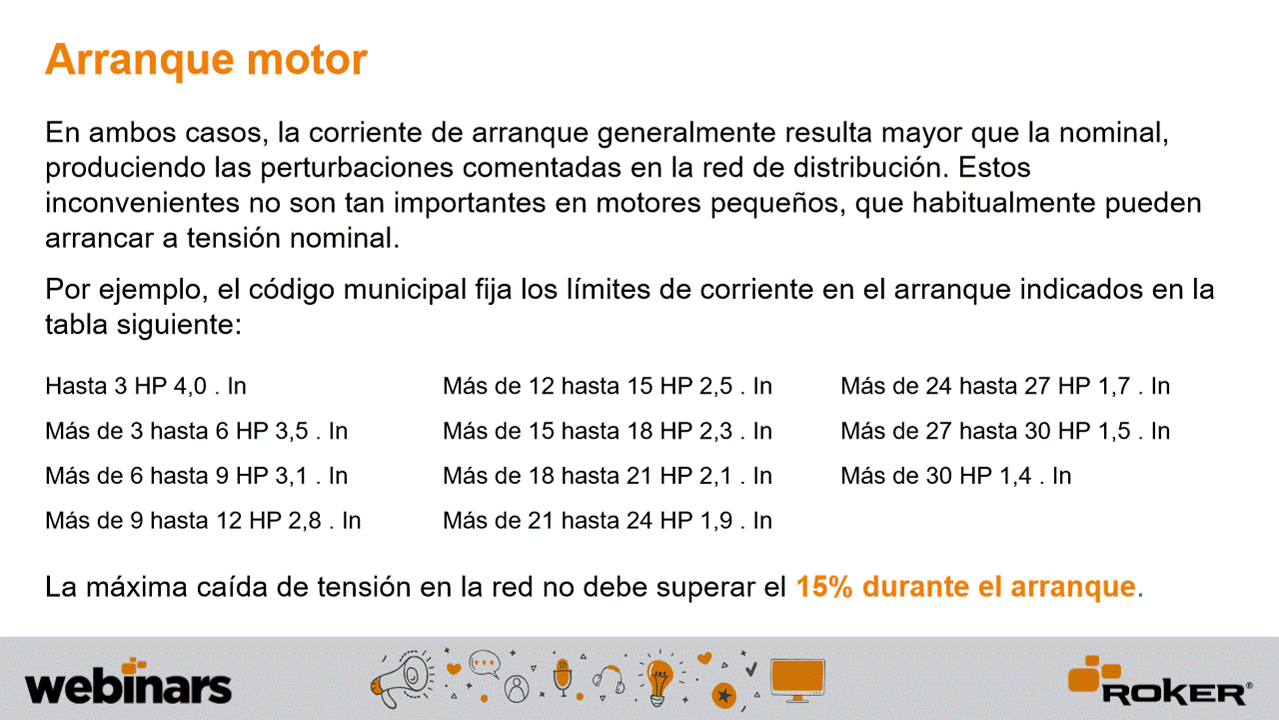 Arranque motor
En ambos casos, la corriente de arranque generalmente resulta mayor que la nominal,
produciendo las perturbaciones comentadas en la red de distribución. Estos
inconvenientes no son tan importantes en motores pequeños, que habitualmente pueden
arrancar a tensión nominal.
Por ejemplo, el código municipal fija los límites de corriente en el arranque indicados en la
tabla siguiente:
Hasta 3 HP 4,0 . In
Más de 3 hasta 6 HP 3,5 . In
Más de 6 hasta 9 HP 3,1 . In
Más de 9 hasta 12 HP 2,8 . In
Más de 12 hasta 15 HP 2,5 . In
Más de 15 hasta 18 HP 2,3 . In
Más de 18 hasta 21 HP 2,1 . In
Más de 21 hasta 24 HP 1,9 . In
Más de 24 hasta 27 HP 1,7 . In
Más de 27 hasta 30 HP 1,5 . In
Más de 30 HP 1,4 . In
La máxima caída de tensión en la red no debe superar el 15% durante el arranque.
webinars
ROKER®